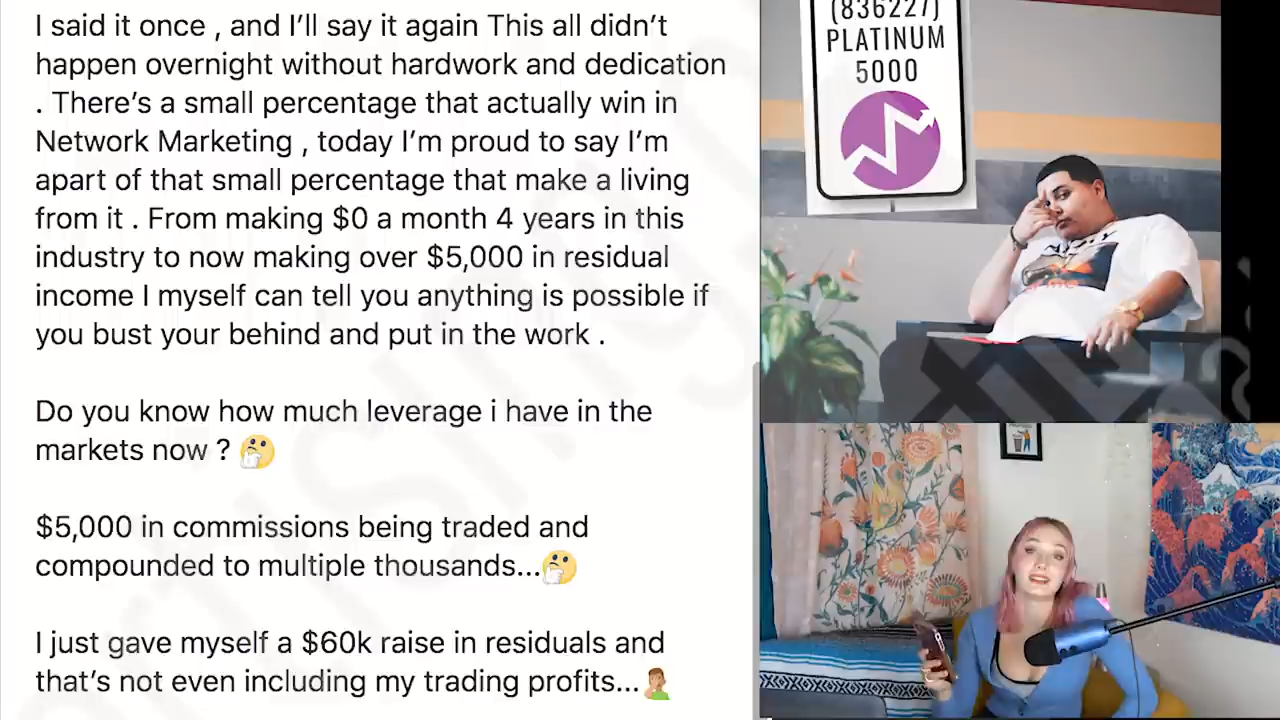 I said it once , and I’ll say it again This all didn’t
happen overnight without hardwork and dedication
. There’s a small percentage that actually win in
Network Marketing , today I’m proud to say I’m
apart of that small percentage that make a living
from it . From making $0 a month 4 years in this
industry to now making over $5,000 in residual
income I myself can tell you anything is possible if
you bust your behind and put in the work .
Do you know how much leverage i have in the
markets now ? 🤔
$5,000 in commissions being traded and
compounded to multiple thousands...🤔
I just gave myself a $60k raise in residuals and
that’s not even including my trading profits...🤦🏽‍♂️
(836227)
PLATINUM
5000